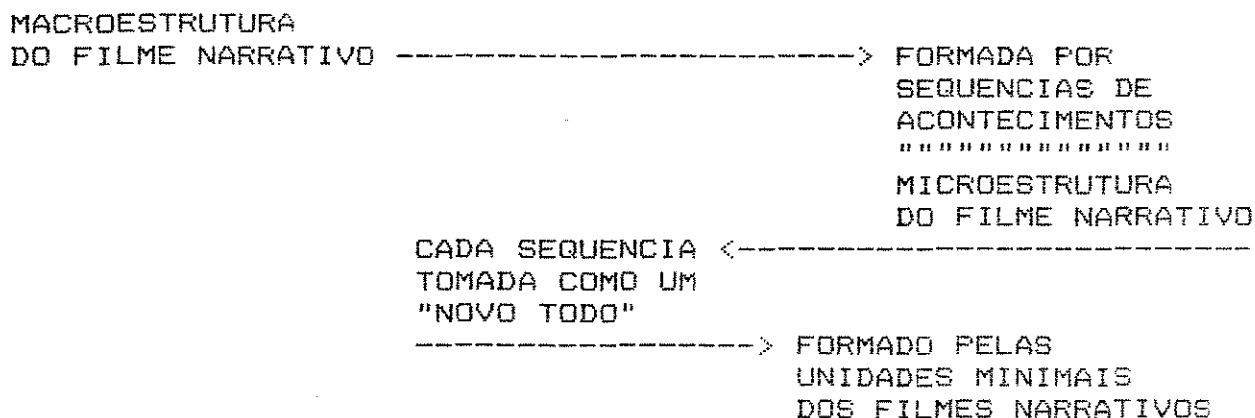 MACROESTRUTURA
DO FILME NARRATIVO -----------------------> FORMADA POR
SEQUENCIAS DE
ACONTECIMENTOS
""""""""""""""
MICROESTRUTURA
DO FILME NARRATIVO
CADA SEQUENCIA <--------------------------
TOMADA COMO UM
"NOVO TODO"
-----------------> FORMADO PELAS
UNIDADES MINIMAIS
DOS FILMES NARRATIVOS